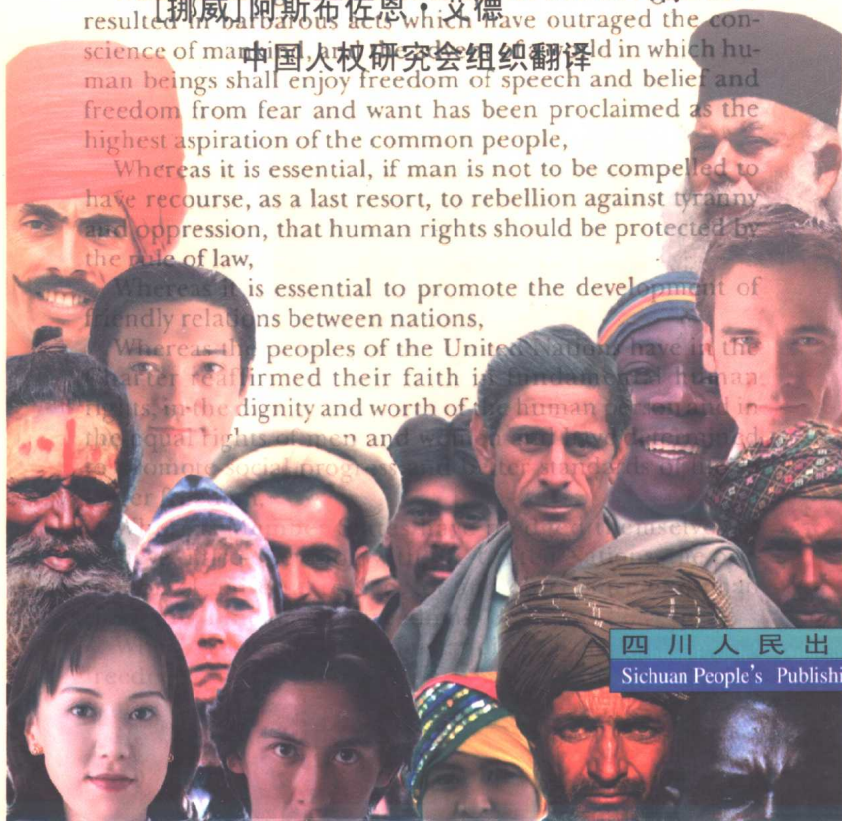 [挪威]阿斯布佐恩·艾德
resulted in barbarous acts which have outraged the con-
science of man
中国人权研究会组织翻译
in which hu-
man beings shall enjoy freedom of speech and belief and
freedom from fear and want has been proclaimed as the
highest aspiration of the common people,
Whereas it is essential, if man is not to be compelled to
have recourse, as a last resort, to rebellion against tyranny
and oppression, that human rights should be protected by
the rule of law,
Whereas it is essential to promote the development of
friendly relations between nations,
Whereas the peoples of the United Nations have in the
Charter reaffirmed their faith in fundamental human
rights, in the dignity and worth of the human person and in
the equal rights of men and women
promote social progress and better standards of
四川人民出
Sichuan People's Publishi